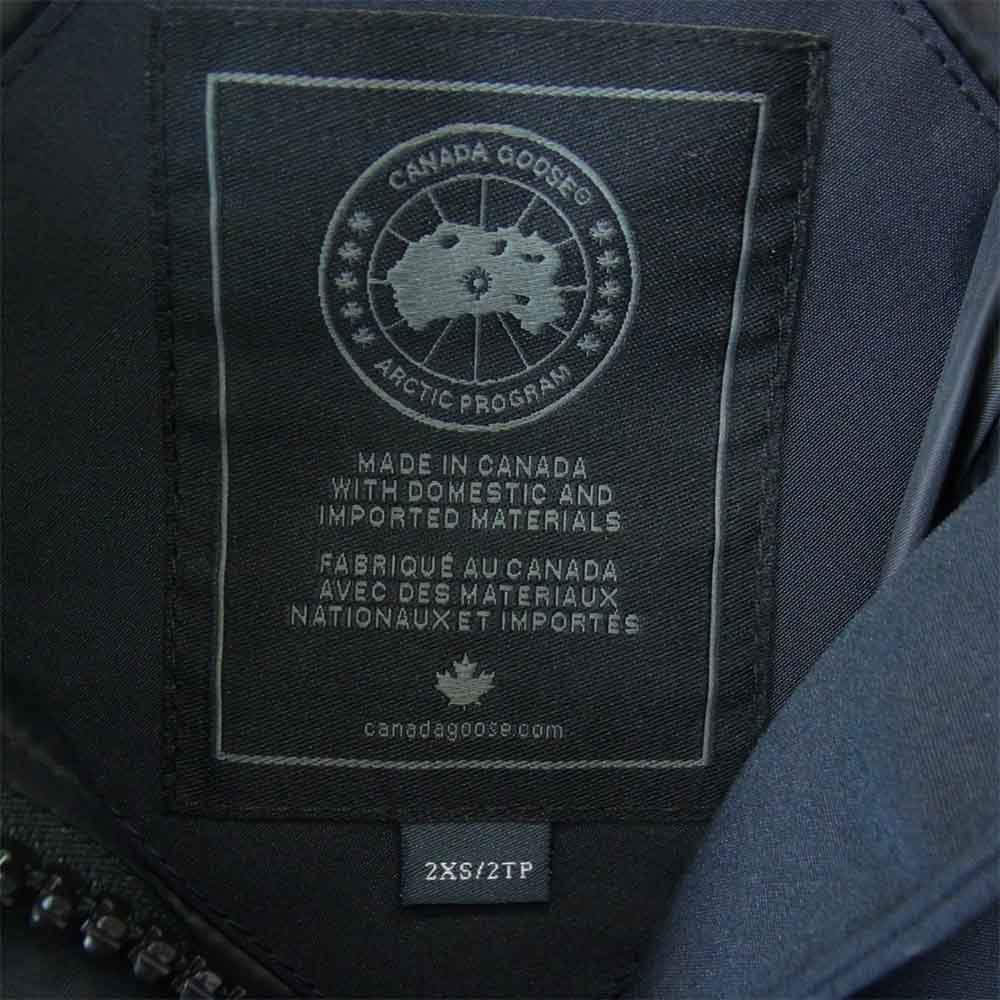 CANADA GOOSE®
ARCTIC PROGRAM
MADE IN CANADA
WITH DOMESTIC AND
IMPORTED MATERIALS
FABRIQUÉ AU CANADA
AVEC DES MATERIAUX
NATIONAUX ET IMPORTÉS
canadagoose.com
2XS/2TP